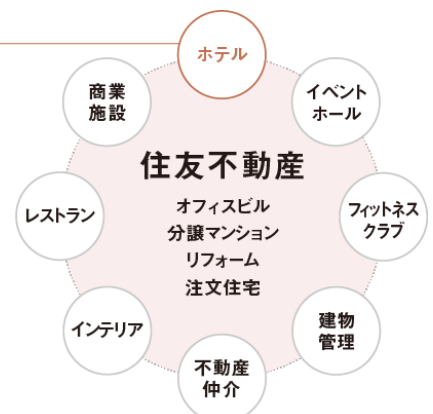 ホテル
イベント
ホール
フィットネス
クラブ
建物
管理
不動産
仲介
インテリア
レストラン
商業
施設
住友不動産
オフィスビル
分譲マンション
リフォーム
注文住宅